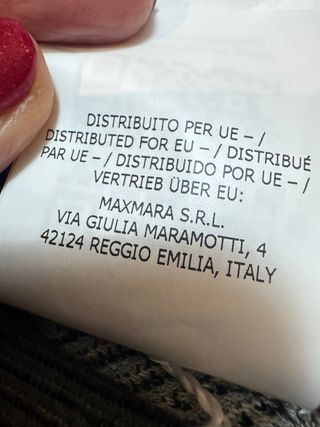 DISTRIBUITO PER UE – /
DISTRIBUTED FOR EU – / DISTRIBUÉ
PAR UE – / DISTRIBUIDO POR UE – /
VERTRIEB ÜBER EU:
MAXMARA S.R.L.
VIA GIULIA MARAMOTTI, 4
42124 REGGIO EMILIA, ITALY